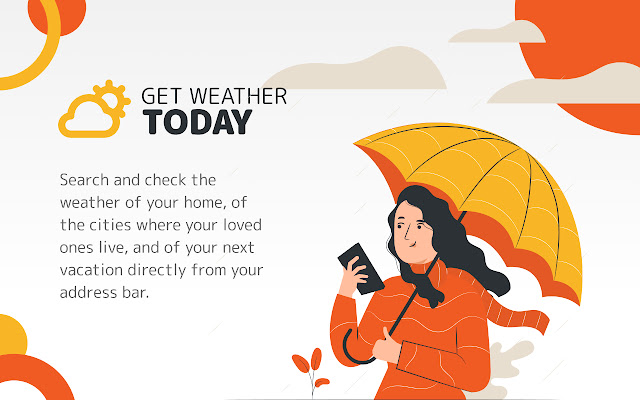 GET WEATHER
TODAY
Search and check the
weather of your home, of
the cities where your loved
ones live, and of your next
vacation directly from your
address bar.